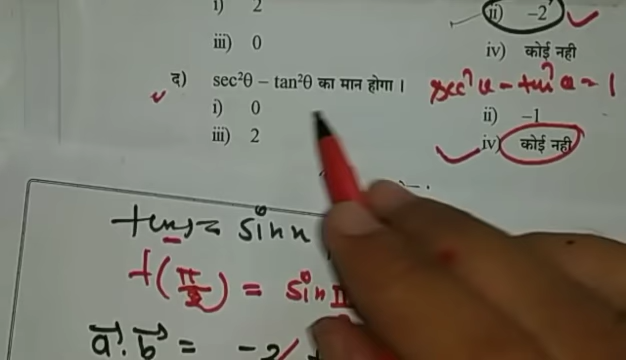 i) 2 ii) -2
iii) 0 iv) कोई नही
द) sec²θ – tan²θ का मान होगा । sec²θ – tan²θ = 1
i) 0 ii) -1
iii) 2 iv) कोई नही
f(x) = sin x
f(π/2) = sin π
a⃗.b⃗ = -2